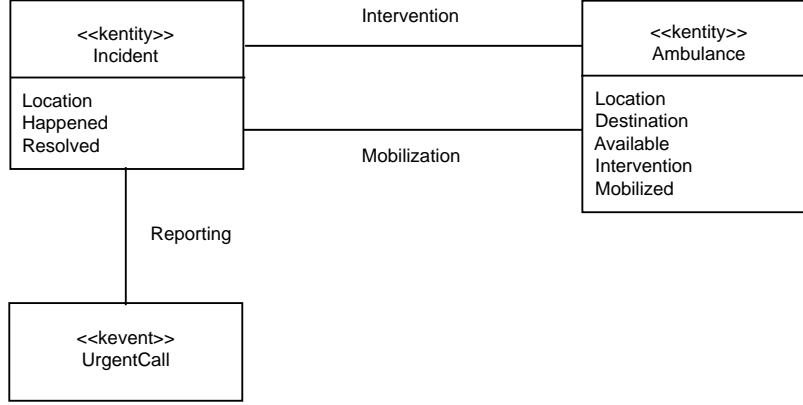 <<kentity>>
Incident
Location
Happened
Resolved
Intervention
Mobilization
<<kentity>>
Ambulance
Location
Destination
Available
Intervention
Mobilized
Reporting
<<kevent>>
UrgentCall